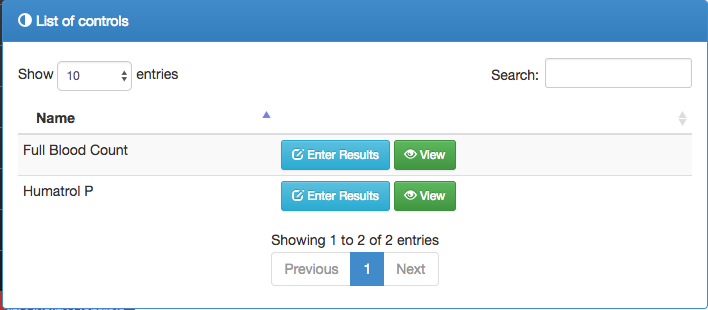 List of controls
Show 10 entries Search:
Name
Full Blood Count Enter Results View
Humatrol P Enter Results View
Showing 1 to 2 of 2 entries
Previous 1 Next